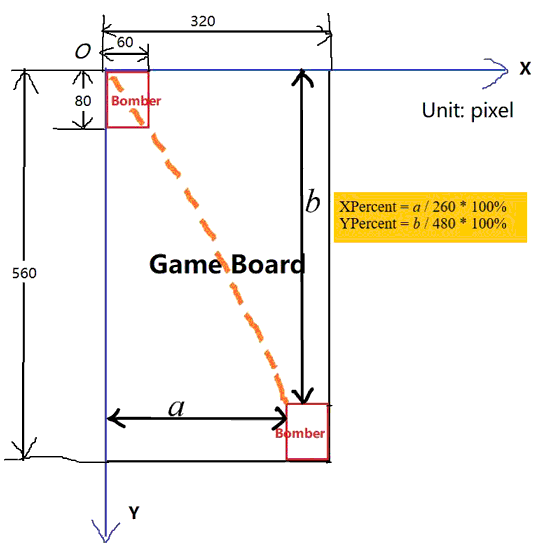 320
O
60
X
80
Bomber
Unit: pixel
b
XPercent = a / 260 * 100%
YPercent = b / 480 * 100%
Game Board
560
a
Bomber
Y